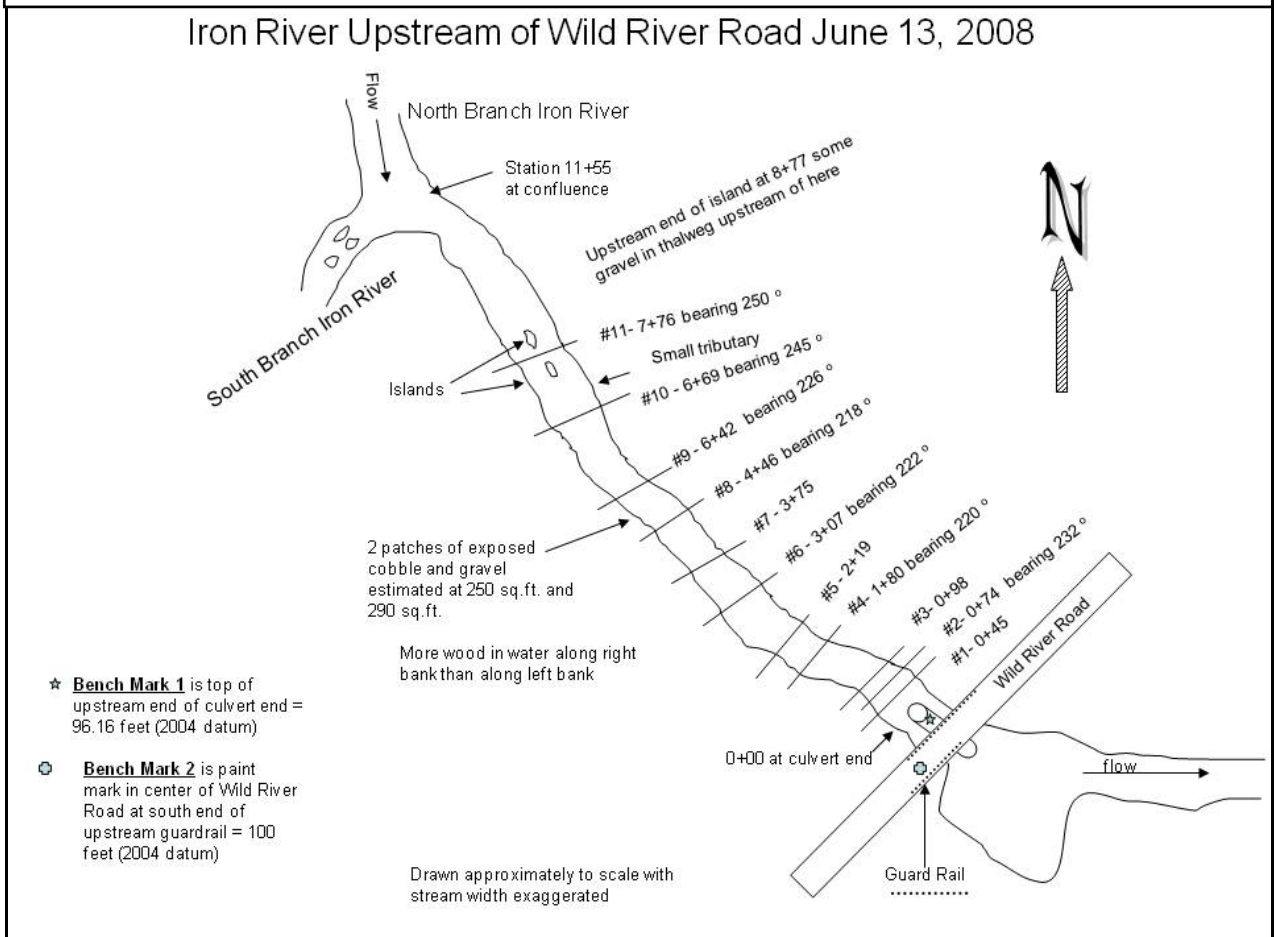 Iron River Upstream of Wild River Road June 13, 2008
Flow
North Branch Iron River
Station 11+55
at confluence
Upstream end of island at 8+77 some
gravel in thalweg upstream of here
N
South Branch Iron River
#11- 7+76 bearing 250 º
Small tributary
Islands
#10 - 6+69 bearing 245 º
#9 - 6+42 bearing 226 º
#8 - 4+46 bearing 218 º
#7 - 3+75
#6 - 3+07 bearing 222 º
#5 - 2+19
#4- 1+80 bearing 220 º
#3- 0+98
#2- 0+74 bearing 232 º
#1- 0+45
Wild River Road
2 patches of exposed
cobble and gravel
estimated at 250 sq.ft. and
290 sq.ft.
More wood in water along right
bank than along left bank
Bench Mark 1 is top of
upstream end of culvert end =
96.16 feet (2004 datum)
Bench Mark 2 is paint
mark in center of Wild River
Road at south end of
upstream guardrail = 100
feet (2004 datum)
0+00 at culvert end
flow
Drawn approximately to scale with
stream width exaggerated
Guard Rail